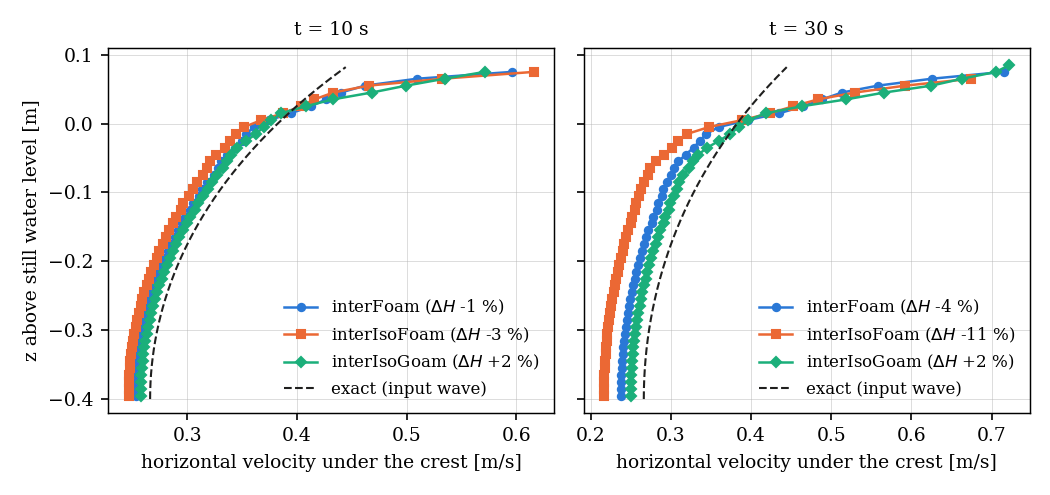 t = 10 s
t = 30 s
z above still water level [m]
0.1
0.0
−0.1
−0.2
−0.3
−0.4
interFoam (ΔH -1 %)
interIsoFoam (ΔH -3 %)
interIsoGoam (ΔH +2 %)
exact (input wave)
interFoam (ΔH -4 %)
interIsoFoam (ΔH -11 %)
interIsoGoam (ΔH +2 %)
exact (input wave)
0.3 0.4 0.5 0.6
0.2 0.3 0.4 0.5 0.6 0.7
horizontal velocity under the crest [m/s]
horizontal velocity under the crest [m/s]